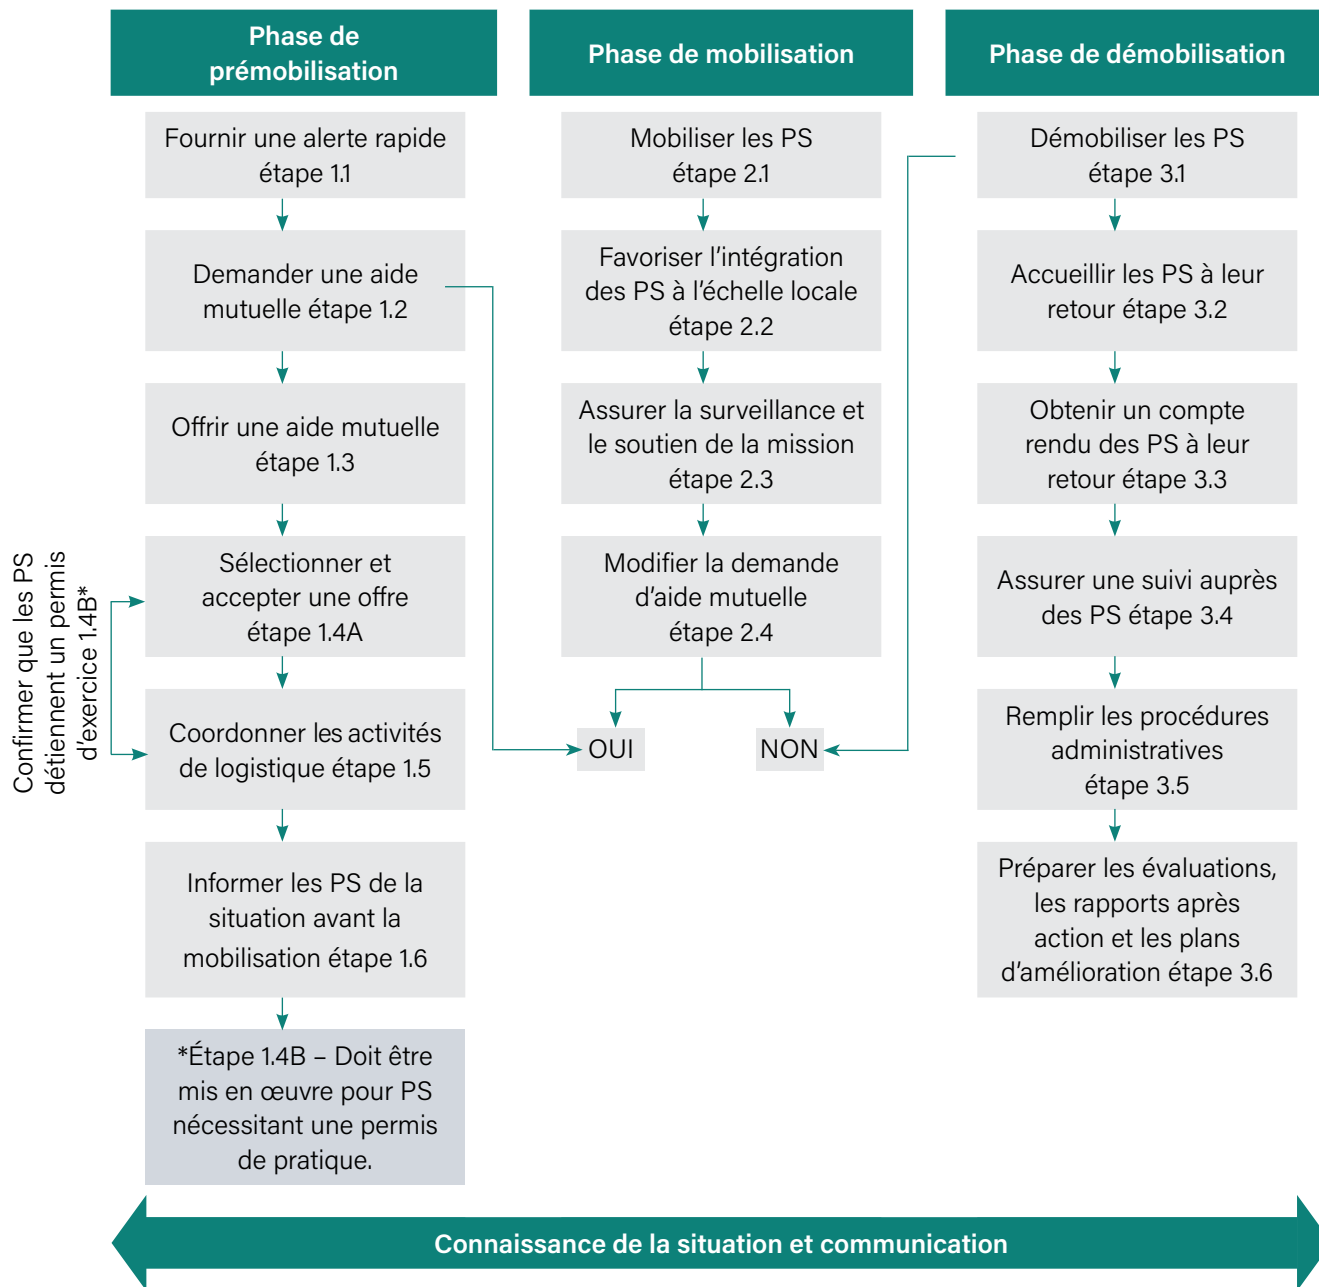 Phase de
prémobilisation
Fournir une alerte rapide
étape 1.1
Demander une aide
mutuelle étape 1.2
Offrir une aide mutuelle
étape 1.3
Sélectionner et
accepter une offre
étape 1.4A
Confirmer que les PS
détiennent un permis
d'exercice 1.4B*
Coordonner les activités
de logistique étape 1.5
Informer les PS de la
situation avant la
mobilisation étape 1.6
*Étape 1.4B – Doit être
mis en œuvre pour PS
nécessitant une permis
de pratique.
Phase de mobilisation
Mobiliser les PS
étape 2.1
Favoriser l'intégration
des PS à l'échelle locale
étape 2.2
Assurer la surveillance et
le soutien de la mission
étape 2.3
Modifier la demande
d'aide mutuelle
étape 2.4
OUI
NON
Phase de démobilisation
Démobiliser les PS
étape 3.1
Accueillir les PS à leur
retour étape 3.2
Obtenir un compte
rendu des PS à leur
retour étape 3.3
Assurer une suivi auprès
des PS étape 3.4
Remplir les procédures
administratives
étape 3.5
Préparer les évaluations,
les rapports après
action et les plans
d'amélioration étape 3.6
Connaissance de la situation et communication